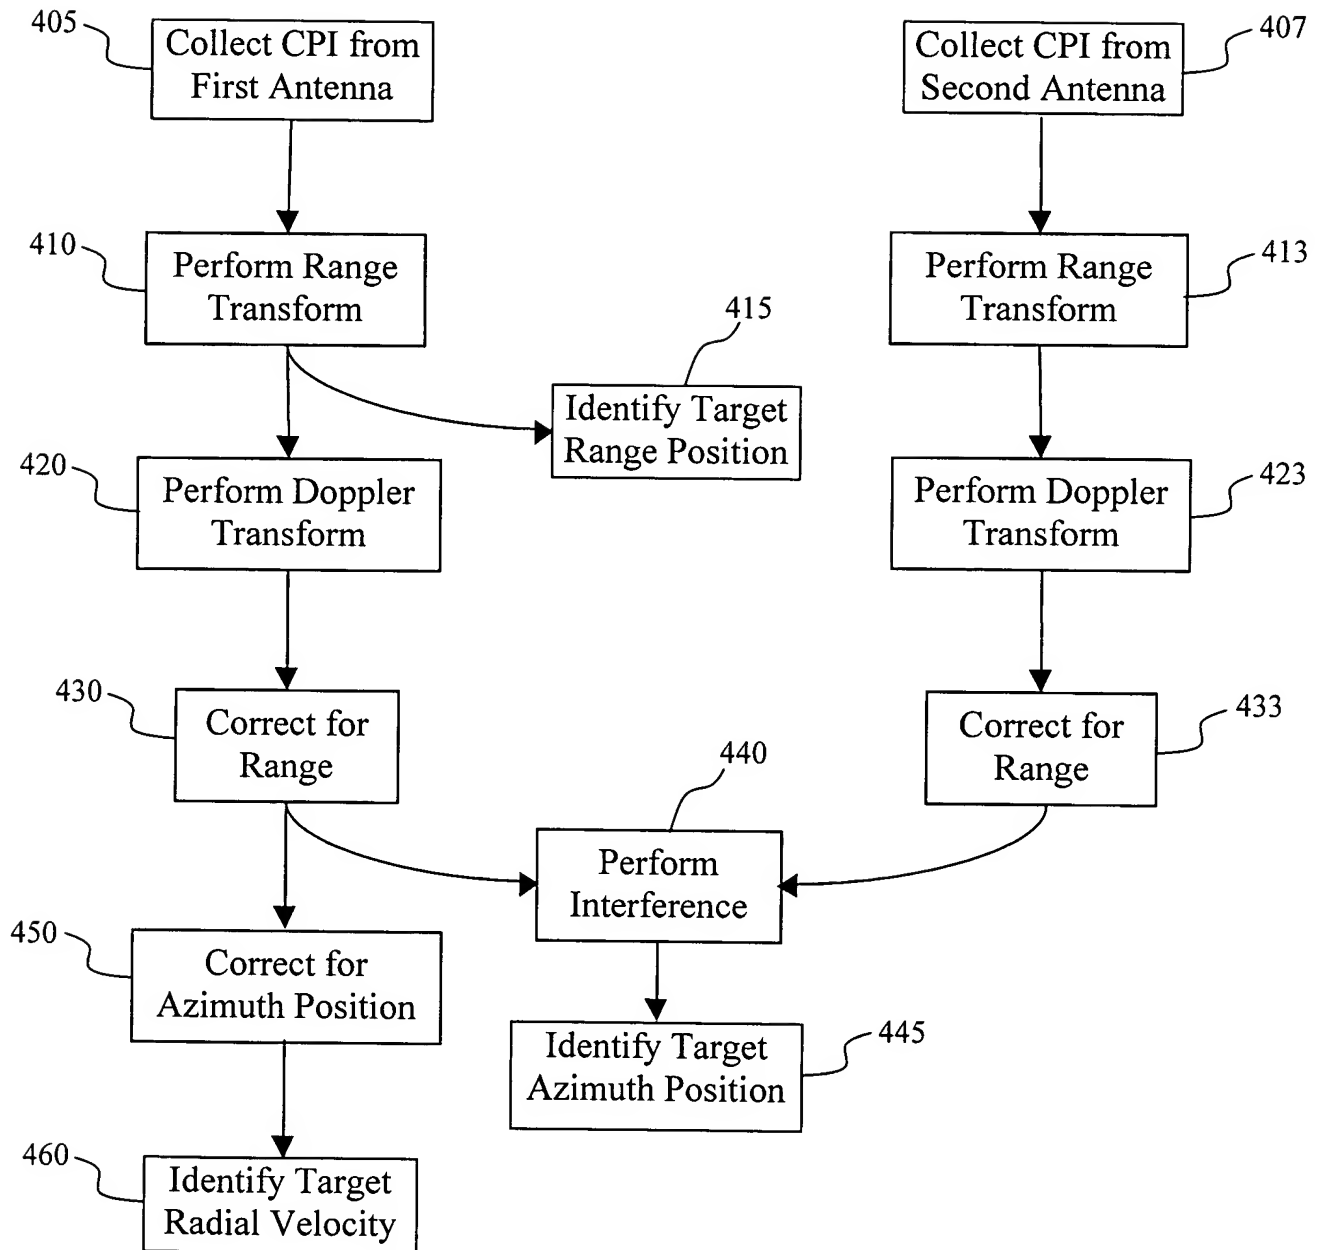 405
Collect CPI from
First Antenna
Collect CPI from
Second Antenna
407
410
Perform Range
Transform
Perform Range
Transform
413
415
Identify Target
Range Position
420
Perform Doppler
Transform
Perform Doppler
Transform
423
430
Correct for
Range
Correct for
Range
433
440
Perform
Interference
450
Correct for
Azimuth Position
Identify Target
Azimuth Position
445
460
Identify Target
Radial Velocity